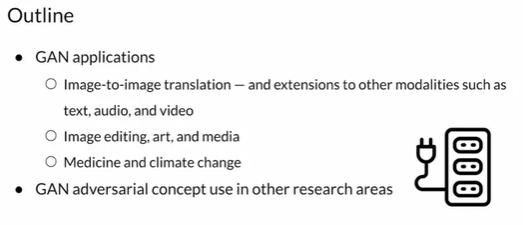 Outline
● GAN applications
○ Image-to-image translation — and extensions to other modalities such as
text, audio, and video
○ Image editing, art, and media
○ Medicine and climate change
● GAN adversarial concept use in other research areas